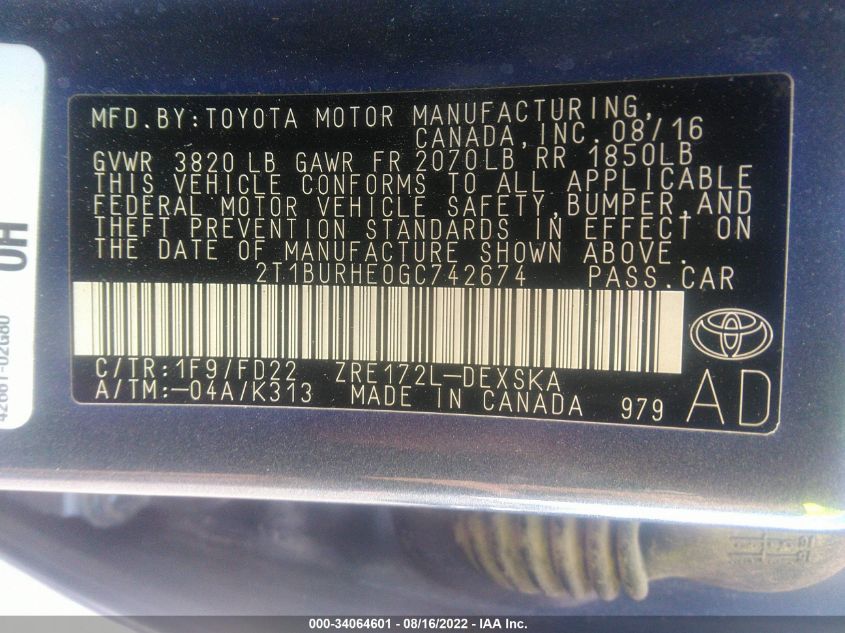 MFD.BY:TOYOTA MOTOR MANUFACTURING,
CANADA,INC.08/16
GVWR 3820 LB GAWR FR 2070LB RR 1850LB
THIS VEHICLE CONFORMS TO ALL APPLICABLE
FEDERAL MOTOR VEHICLE SAFETY,BUMPER,AND
THEFT PREVENTION STANDARDS IN EFFECT ON
THE DATE OF MANUFACTURE SHOWN ABOVE.
2T1BURHE0GC742674 PASS.CAR
C/TR:1F9/FD22 ZRE172L-DEXSKA
A/TM:-04A/K313 MADE IN CANADA 979
AD
000-34064601 - 08/16/2022 - IAA Inc.